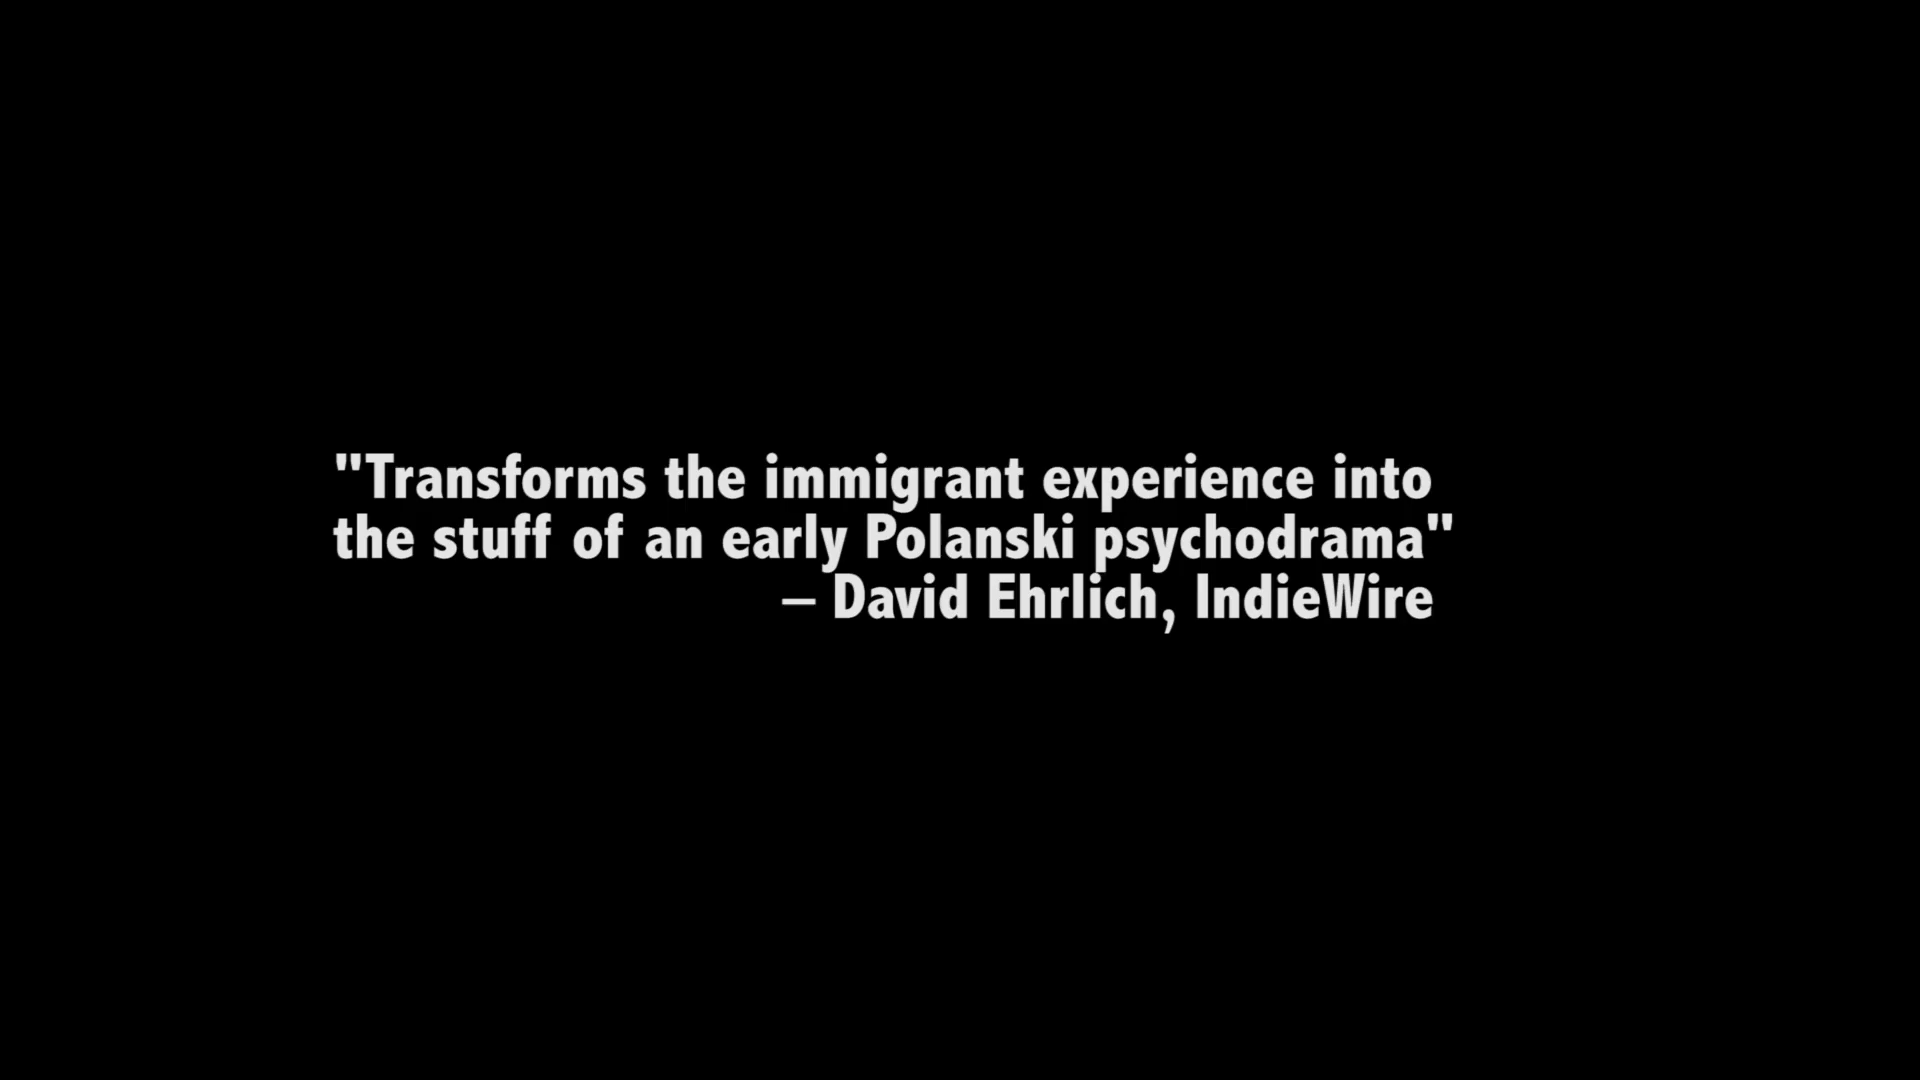 "Transforms the immigrant experience into
the stuff of an early Polanski psychodrama"
– David Ehrlich, IndieWire